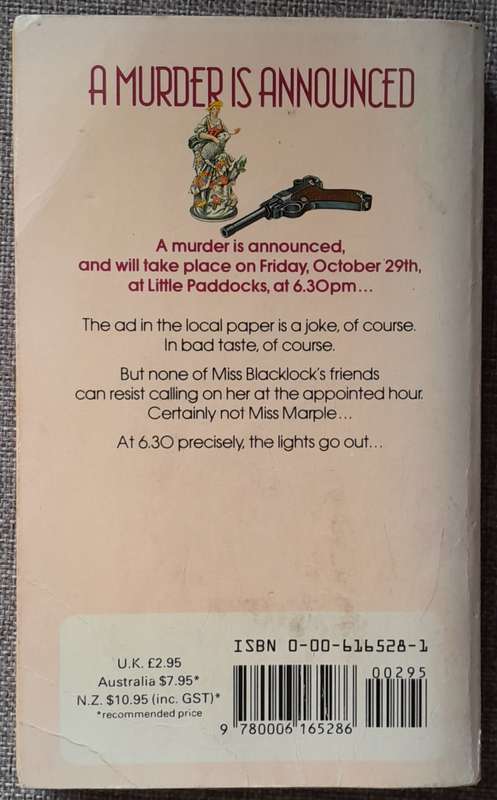 A MURDER IS ANNOUNCED
A murder is announced,
and will take place on Friday, October 29th,
at Little Paddocks, at 6.30pm...
The ad in the local paper is a joke, of course.
In bad taste, of course.
But none of Miss Blacklock's friends
can resist calling on her at the appointed hour.
Certainly not Miss Marple...
At 6.30 precisely, the lights go out...
U.K. £2.95
Australia $7.95*
N.Z. $10.95 (inc. GST)*
*recommended price
ISBN 0-00-616528-1
00295
9 780006 165286